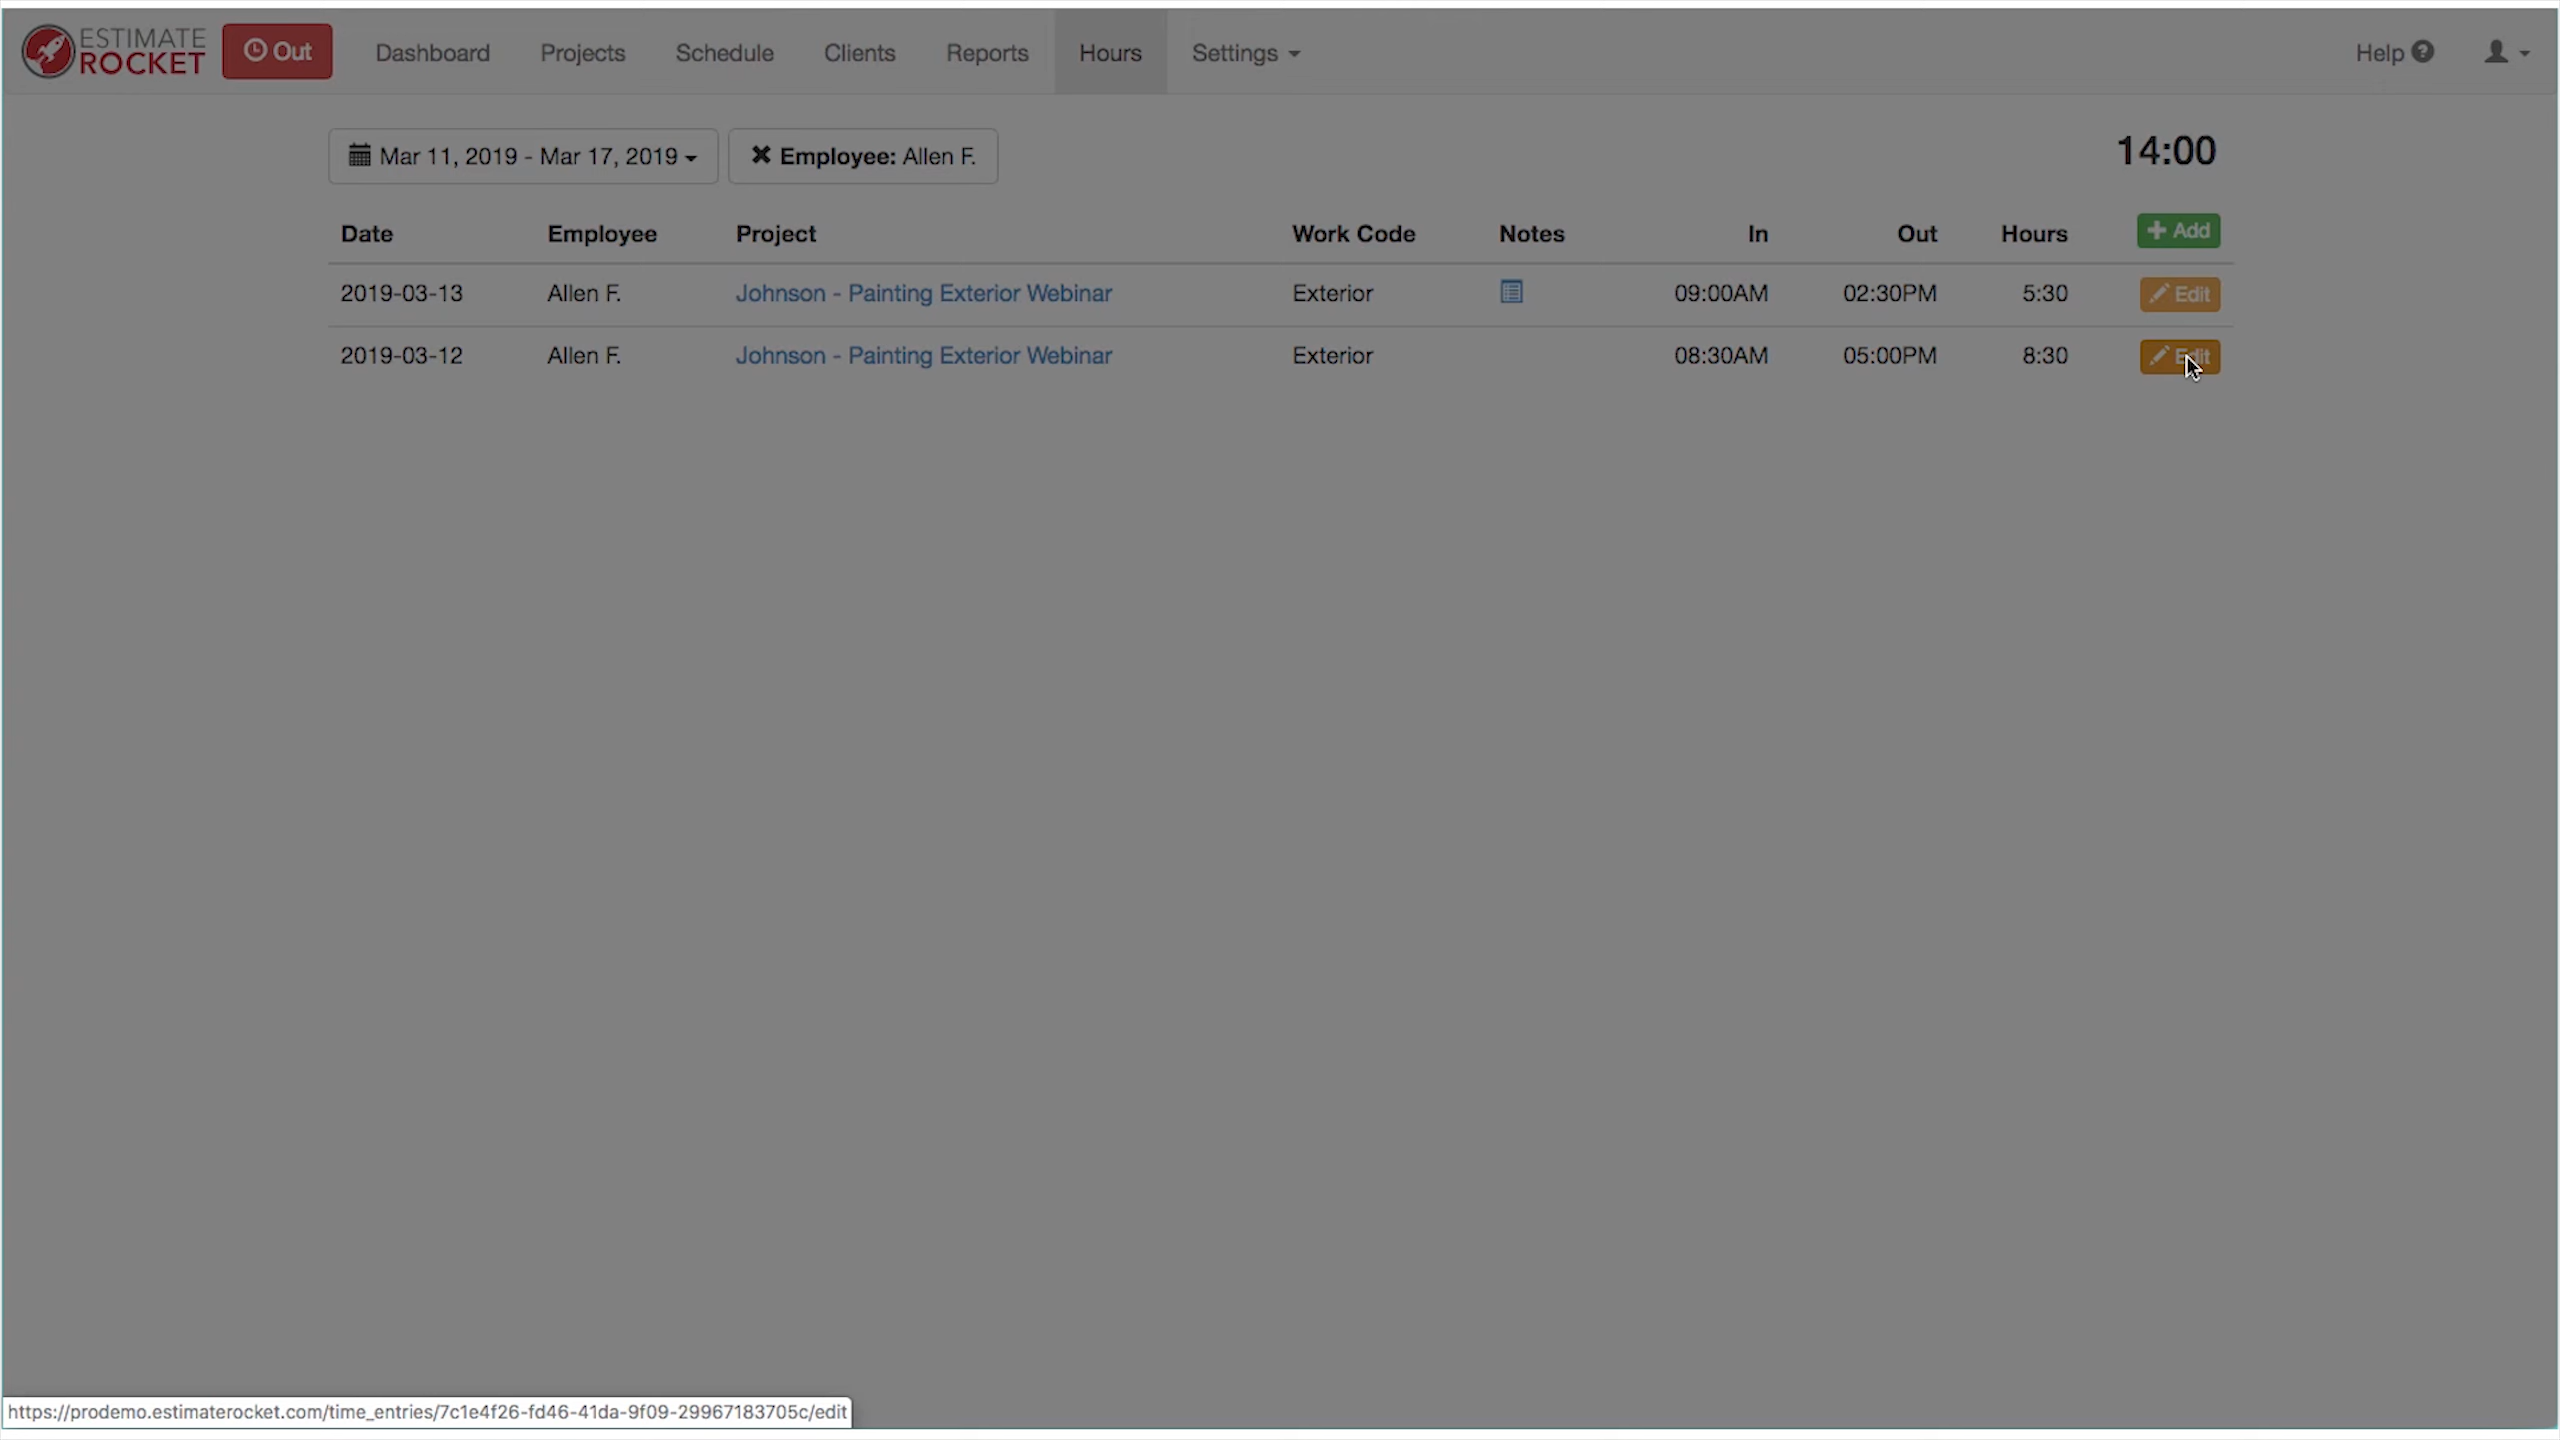 ESTIMATE
ROCKET
Out Dashboard Projects Schedule Clients Reports Hours Settings Help
Mar 11, 2019 - Mar 17, 2019 Employee: Allen F. 14:00
Date Employee Project Work Code Notes In Out Hours Add
2019-03-13 Allen F. Johnson - Painting Exterior Webinar Exterior 09:00AM 02:30PM 5:30 Edit
2019-03-12 Allen F. Johnson - Painting Exterior Webinar Exterior 08:30AM 05:00PM 8:30 Edit
https://prodemo.estimaterocket.com/time_entries/7c1e4f26-fd46-41da-9f09-29967183705c/edit